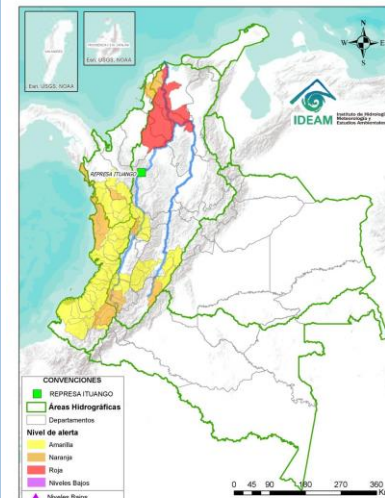 Esri, USGS, NOAA
Esri, USGS, NOAA
N
W
E
S
IDEAM
Instituto de Hidrología,
Meteorología y
Estudios Ambientales
REPRESA ITUANGO
CONVENCIONES
REPRESA ITUANGO
Áreas Hidrográficas
Departamentos
Nivel de alerta
Amarilla
Naranja
Roja
Niveles Bajos
Niveles Bajos
0 45 90 180 270 360